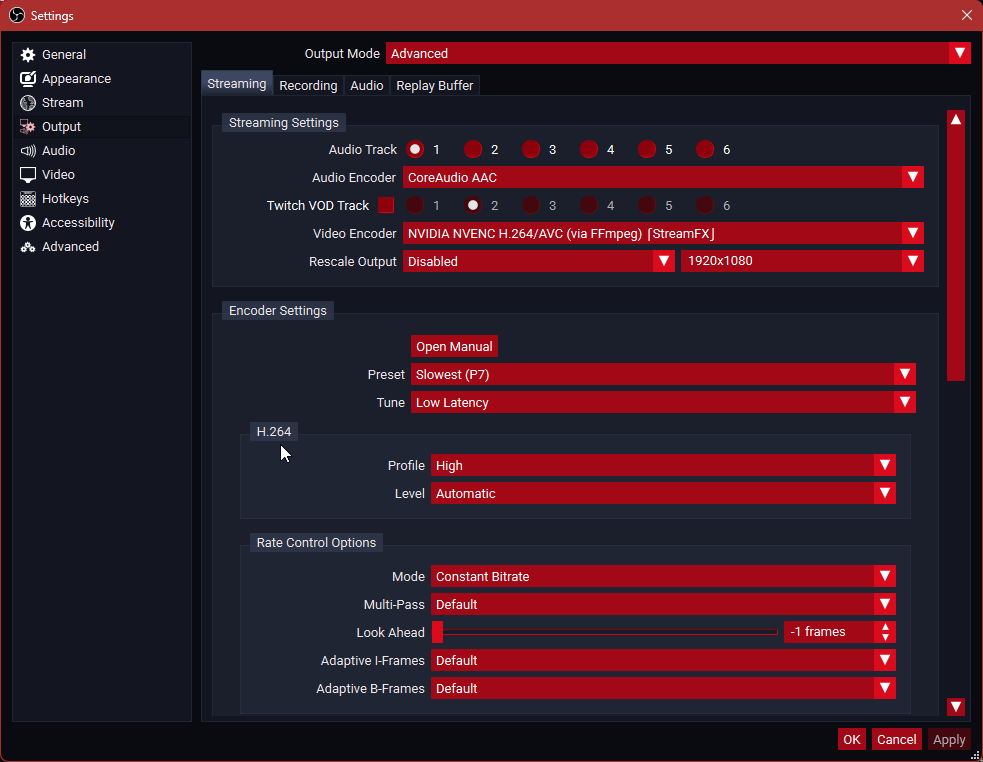 Settings
General
Appearance
Stream
Output
Audio
Video
Hotkeys
Accessibility
Advanced
Output Mode Advanced
Streaming Recording Audio Replay Buffer
Streaming Settings
Audio Track 1 2 3 4 5 6
Audio Encoder CoreAudio AAC
Twitch VOD Track 1 2 3 4 5 6
Video Encoder NVIDIA NVENC H.264/AVC (via FFmpeg) ⌈StreamFX⌋
Rescale Output Disabled 1920x1080
Encoder Settings
Open Manual
Preset Slowest (P7)
Tune Low Latency
H.264
Profile High
Level Automatic
Rate Control Options
Mode Constant Bitrate
Multi-Pass Default
Look Ahead -1 frames
Adaptive I-Frames Default
Adaptive B-Frames Default
OK Cancel Apply